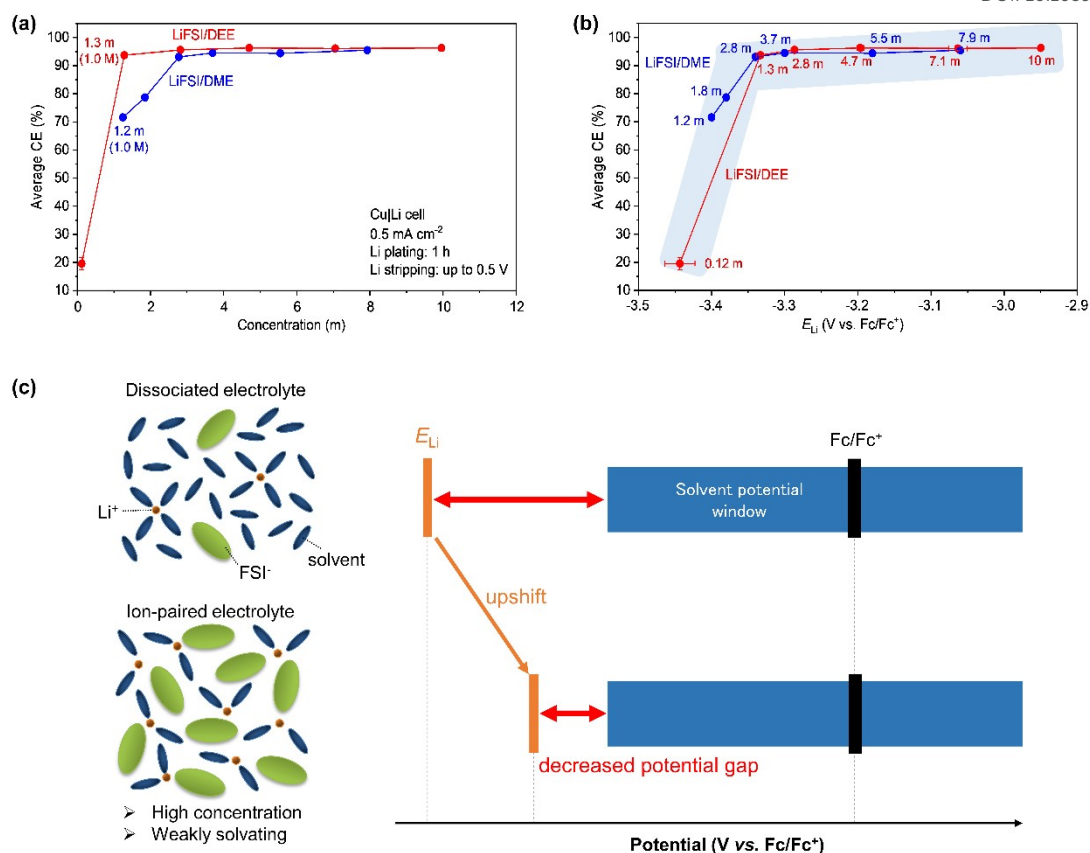 (a)
100
90
80
70
60
50
40
30
20
10
Average CE (%)
1.3 m
(1.0 M)
LiFSI/DEE
LiFSI/DME
1.2 m
(1.0 M)
Cu|Li cell
0.5 mA cm⁻²
Li plating: 1 h
Li stripping: up to 0.5 V
0 2 4 6 8 10 12
Concentration (m)
(b)
100
90
80
70
60
50
40
30
20
10
Average CE (%)
2.8 m 3.7 m 5.5 m 7.9 m
LiFSI/DME
1.3 m 2.8 m 4.7 m 7.1 m 10 m
1.8 m
1.2 m
LiFSI/DEE
0.12 m
-3.5 -3.4 -3.3 -3.2 -3.1 -3.0 -2.9
E_Li (V vs. Fc/Fc⁺)
(c)
Dissociated electrolyte
Li⁺
FSI⁻
solvent
Ion-paired electrolyte
➢ High concentration
➢ Weakly solvating
E_Li
Fc/Fc⁺
Solvent potential
window
upshift
decreased potential gap
Potential (V vs. Fc/Fc⁺)